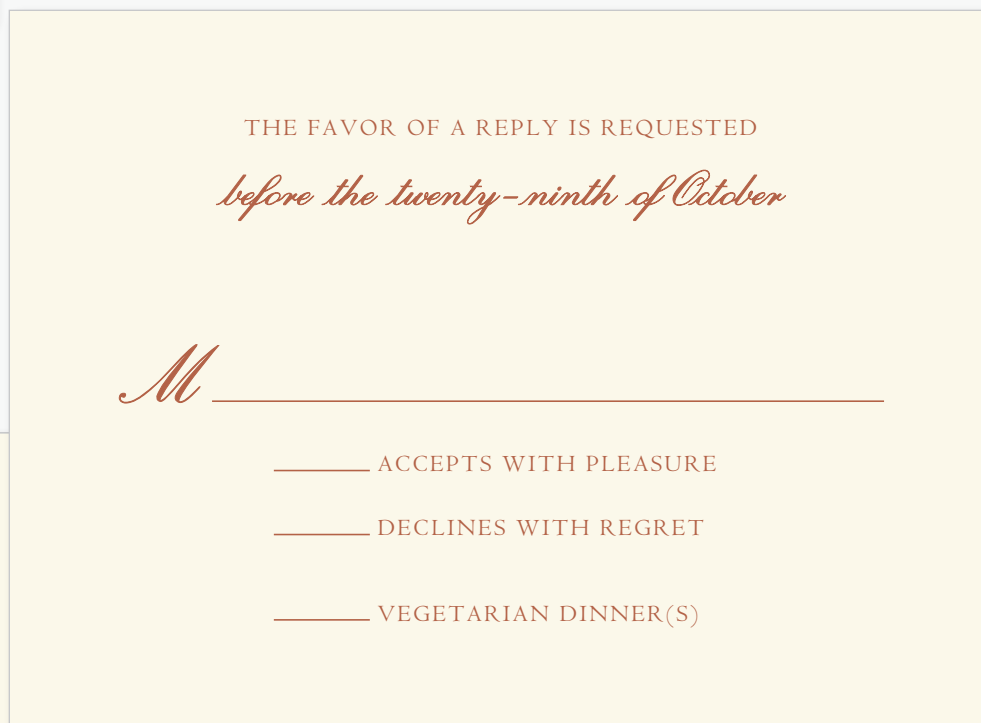 THE FAVOR OF A REPLY IS REQUESTED
before the twenty-ninth of October
M
ACCEPTS WITH PLEASURE
DECLINES WITH REGRET
VEGETARIAN DINNER(S)